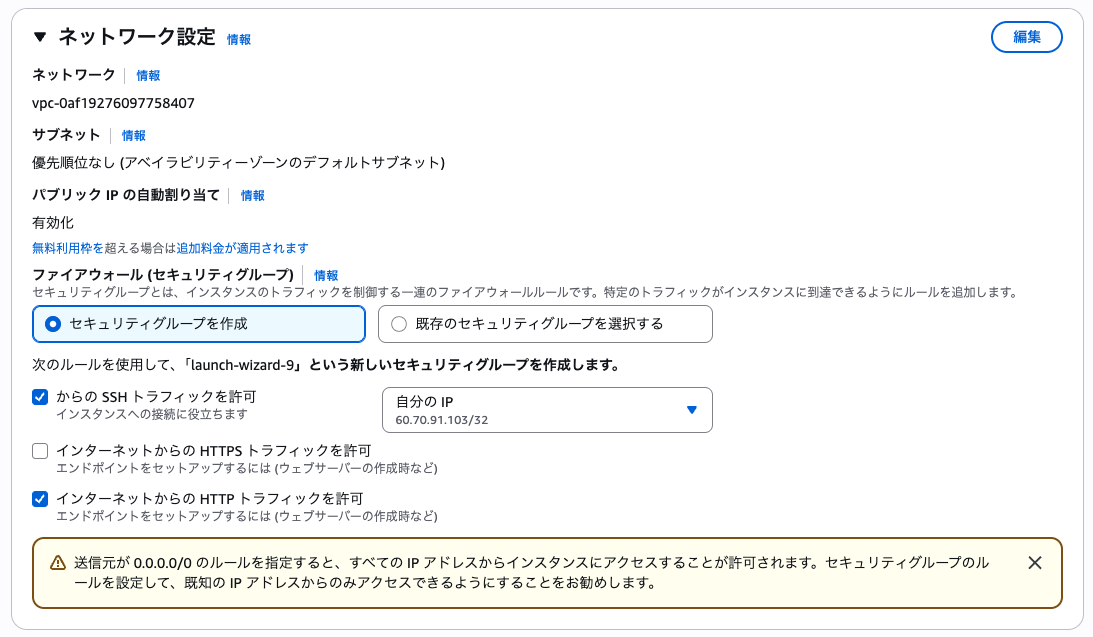 ▼ ネットワーク設定 情報
編集
ネットワーク | 情報
vpc-0af19276097758407
サブネット | 情報
優先順位なし (アベイラビリティーゾーンのデフォルトサブネット)
パブリック IP の自動割り当て | 情報
有効化
無料利用枠を超える場合は追加料金が適用されます
ファイアウォール (セキュリティグループ) | 情報
セキュリティグループとは、インスタンスのトラフィックを制御する一連のファイアウォールルールです。特定のトラフィックがインスタンスに到達できるようにルールを追加します。
セキュリティグループを作成
既存のセキュリティグループを選択する
次のルールを使用して、「launch-wizard-9」という新しいセキュリティグループを作成します。
からの SSH トラフィックを許可
インスタンスへの接続に役立ちます
自分の IP
60.70.91.103/32
インターネットからの HTTPS トラフィックを許可
エンドポイントをセットアップするには (ウェブサーバーの作成時など)
インターネットからの HTTP トラフィックを許可
エンドポイントをセットアップするには (ウェブサーバーの作成時など)
送信元が 0.0.0.0/0 のルールを指定すると、すべての IP アドレスからインスタンスにアクセスすることが許可されます。セキュリティグループのル
ールを設定して、既知の IP アドレスからのみアクセスできるようにすることをお勧めします。